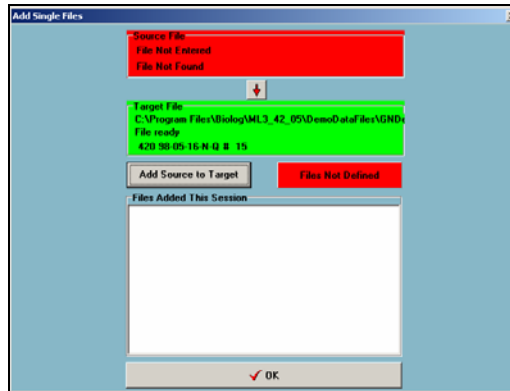 Add Single Files
Source File
File Not Entered
File Not Found
Target File
C:\Program Files\Biolog\ML3_42_05\DemoDataFiles\GNDe
File ready
420 98-05-16-N-Q # 15
Add Source to Target
Files Not Defined
Files Added This Session
OK